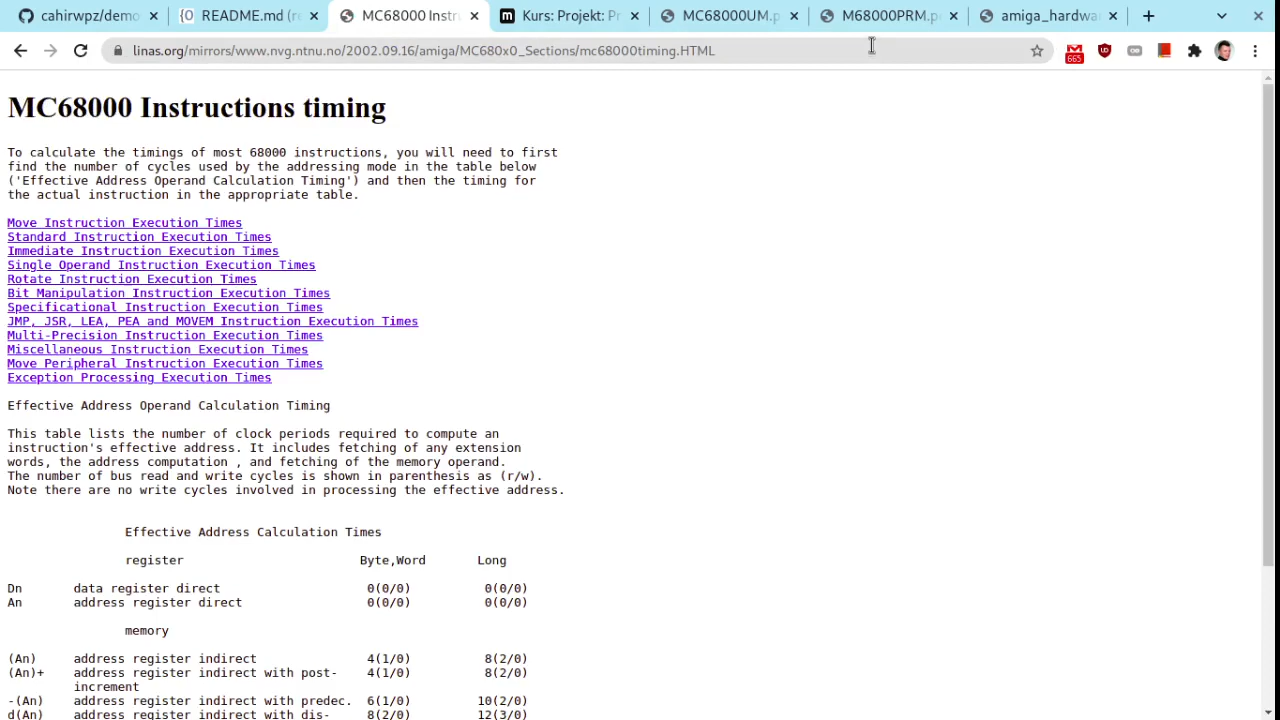 cahirwpz/demo
README.md (re
MC68000 Instr
Kurs: Projekt: P
MC68000UM.p
M68000PRM.p
amiga_hardwa
linas.org/mirrors/www.nvg.ntnu.no/2002.09.16/amiga/MC680x0_Sections/mc68000timing.HTML
665
MC68000 Instructions timing
To calculate the timings of most 68000 instructions, you will need to first
find the number of cycles used by the addressing mode in the table below
('Effective Address Operand Calculation Timing') and then the timing for
the actual instruction in the appropriate table.
Move Instruction Execution Times
Standard Instruction Execution Times
Immediate Instruction Execution Times
Single Operand Instruction Execution Times
Rotate Instruction Execution Times
Bit Manipulation Instruction Execution Times
Specificational Instruction Execution Times
JMP, JSR, LEA, PEA and MOVEM Instruction Execution Times
Multi-Precision Instruction Execution Times
Miscellaneous Instruction Execution Times
Move Peripheral Instruction Execution Times
Exception Processing Execution Times
Effective Address Operand Calculation Timing
This table lists the number of clock periods required to compute an
instruction's effective address. It includes fetching of any extension
words, the address computation , and fetching of the memory operand.
The number of bus read and write cycles is shown in parenthesis as (r/w).
Note there are no write cycles involved in processing the effective address.
Effective Address Calculation Times
register Byte,Word Long
Dn data register direct 0(0/0) 0(0/0)
An address register direct 0(0/0) 0(0/0)
memory
(An) address register indirect 4(1/0) 8(2/0)
(An)+ address register indirect with post- 4(1/0) 8(2/0)
increment
-(An) address register indirect with predec. 6(1/0) 10(2/0)
d(An) address register indirect with dis- 8(2/0) 12(3/0)